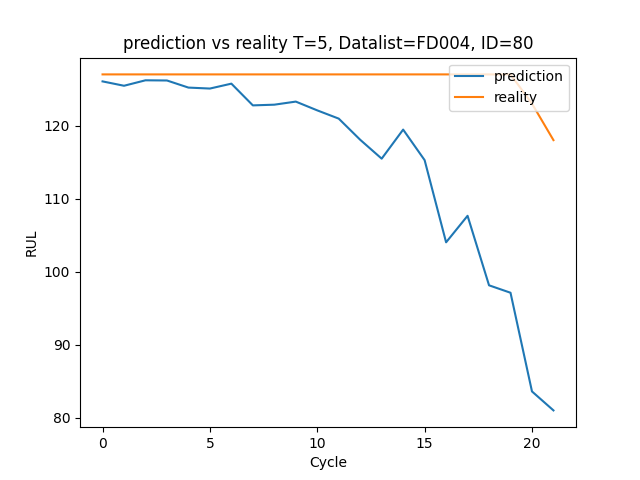 prediction vs reality T=5, Datalist=FD004, ID=80
prediction
reality
120
110
100
90
80
RUL
0 5 10 15 20
Cycle